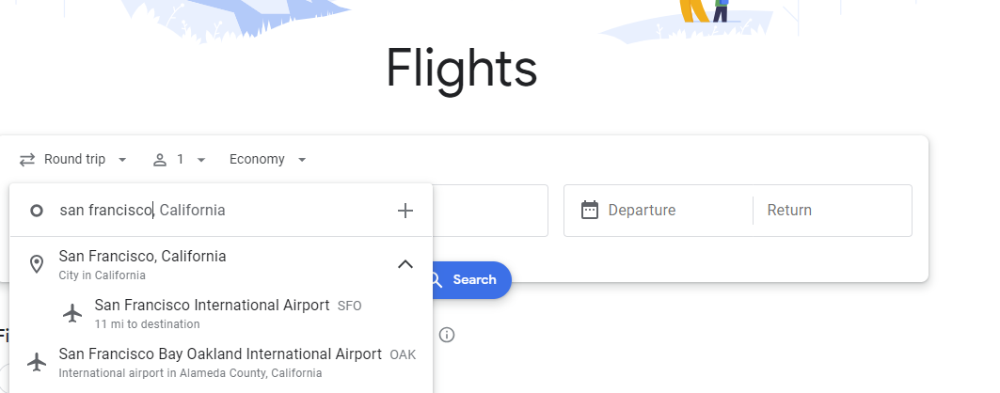 Flights
Round trip 1 Economy
san francisco, California
Departure Return
San Francisco, California
City in California
Search
San Francisco International Airport SFO
11 mi to destination
Fi
San Francisco Bay Oakland International Airport OAK
International airport in Alameda County, California